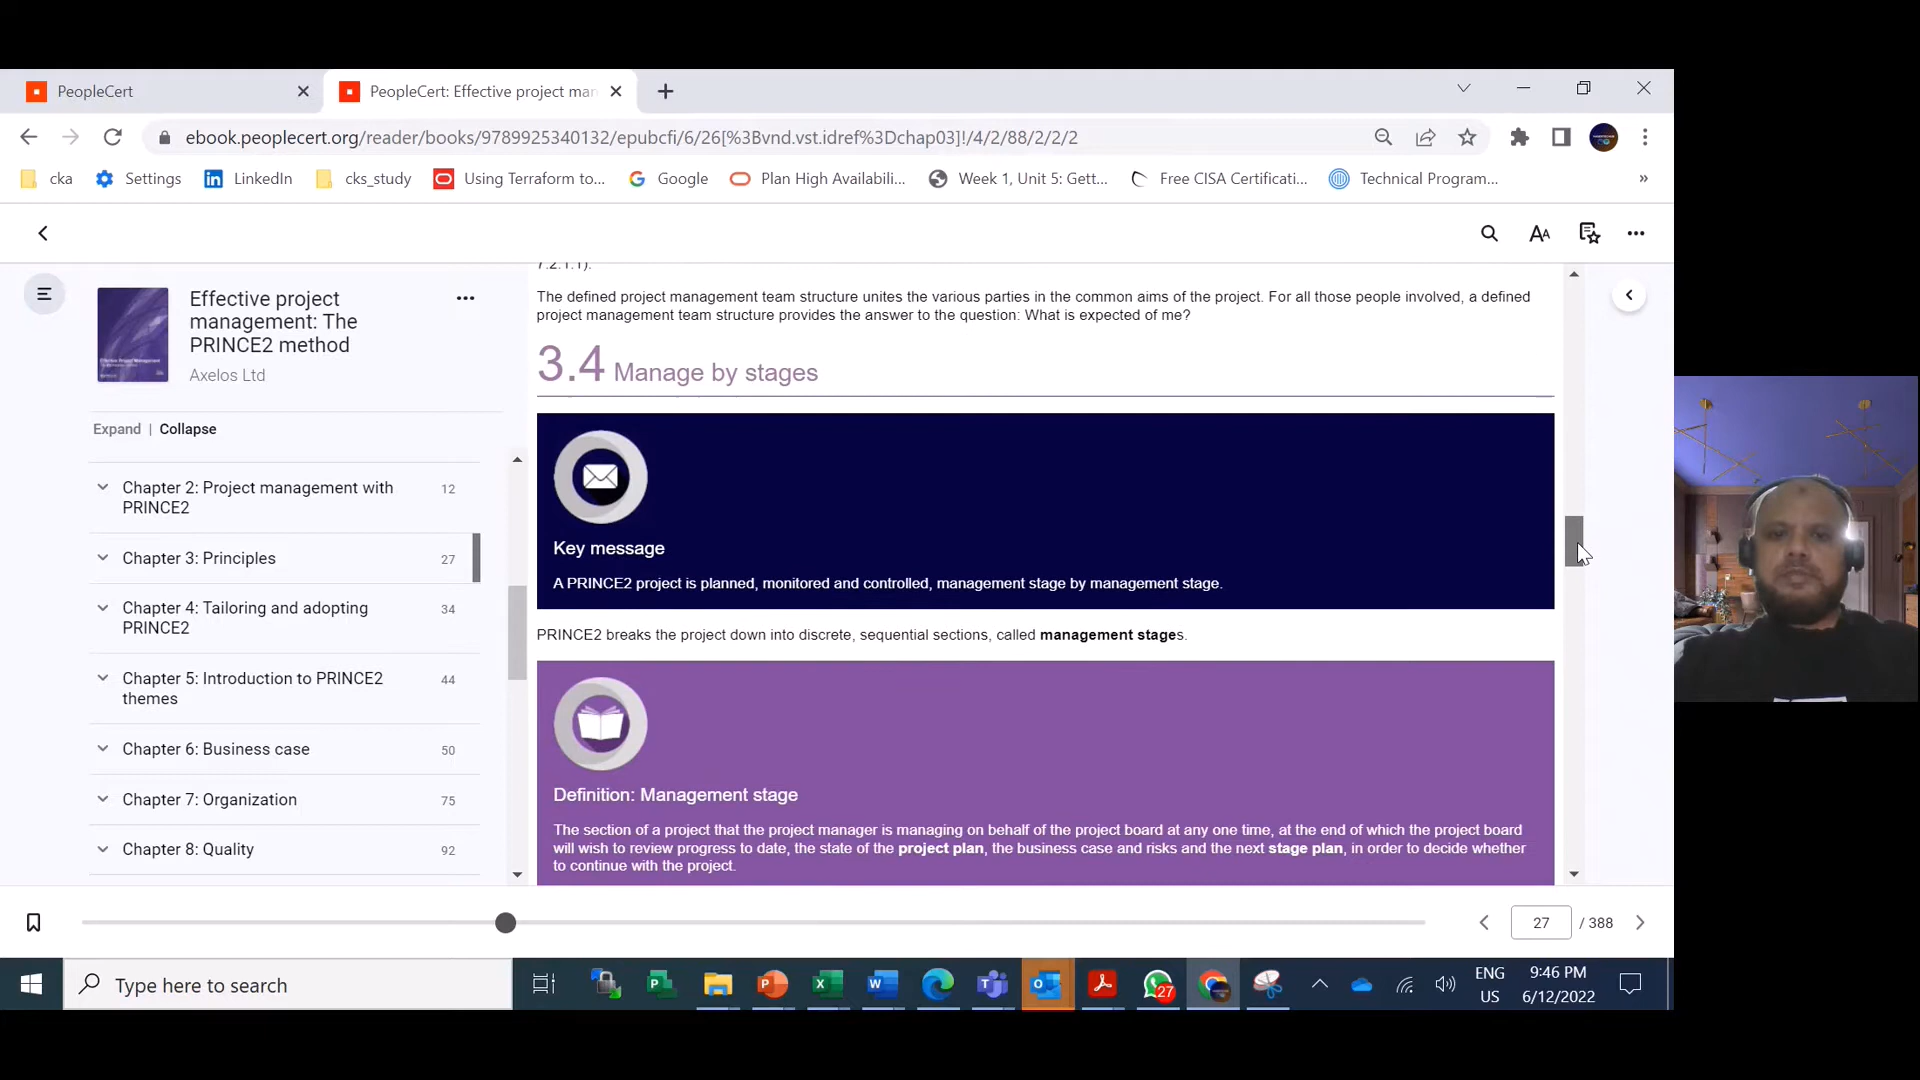 PeopleCert
PeopleCert: Effective project mar
ebook.peoplecert.org/reader/books/9789925340132/epubcfi/6/26[%3Bvnd.vst.idref%3Dchap03]!/4/2/88/2/2/2
cka
Settings
LinkedIn
cks_study
Using Terraform to...
Google
Plan High Availabili...
Week 1, Unit 5: Gett...
Free CISA Certificati...
Technical Program...
»
Effective project
management: The
PRINCE2 method
Axelos Ltd
Expand | Collapse
Chapter 2: Project management with 12
PRINCE2
Chapter 3: Principles 27
Chapter 4: Tailoring and adopting 34
PRINCE2
Chapter 5: Introduction to PRINCE2 44
themes
Chapter 6: Business case 50
Chapter 7: Organization 75
Chapter 8: Quality 92
7.2.1.1).
The defined project management team structure unites the various parties in the common aims of the project. For all those people involved, a defined
project management team structure provides the answer to the question: What is expected of me?
3.4 Manage by stages
Key message
A PRINCE2 project is planned, monitored and controlled, management stage by management stage.
PRINCE2 breaks the project down into discrete, sequential sections, called management stages.
Definition: Management stage
The section of a project that the project manager is managing on behalf of the project board at any one time, at the end of which the project board
will wish to review progress to date, the state of the project plan, the business case and risks and the next stage plan, in order to decide whether
to continue with the project.
27 / 388
Type here to search
27
ENG
US
9:46 PM
6/12/2022